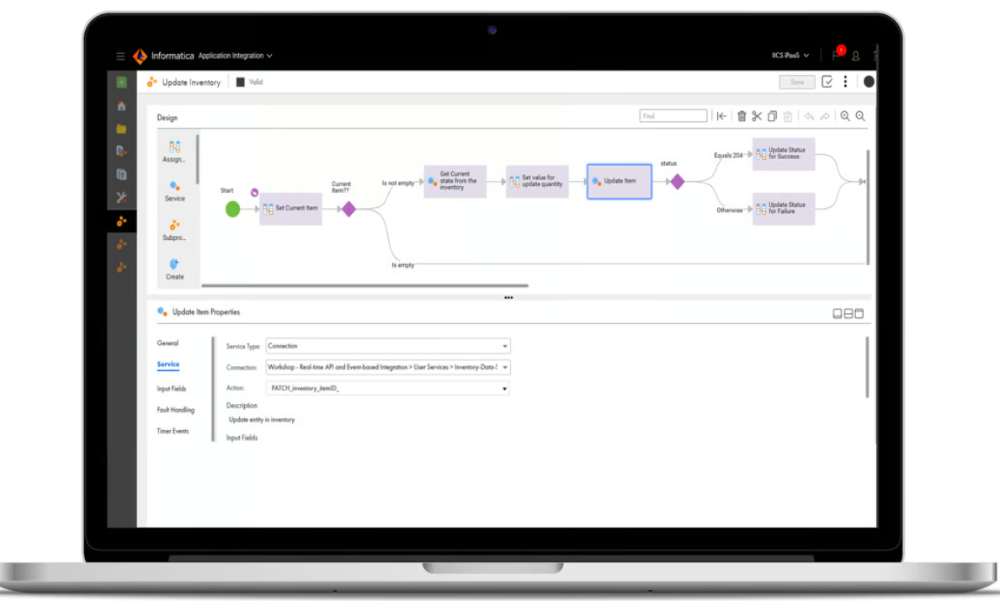 Informatica Application Integration
IICS iPaaS
1
Update Inventory
Valid
Save
Design
Find
Assign...
Service
Subpro...
Create
Start
Set Current Item
Current
Item??
Is not empty
Is empty
Get Current
state from the
inventory
Set value for
update quantity
Update Item
status
Equals 204
Otherwise
Update Status
for Success
Update Status
for Failure
Update Item Properties
General
Service
Input Fields
Fault Handling
Timer Events
Service Type: Connection
Connection: Workshop - Real-time API and Event-based Integration > User Services > Inventory-Data-
Action: PATCH_inventory_itemID_
Description
Update entity in inventory
Input Fields